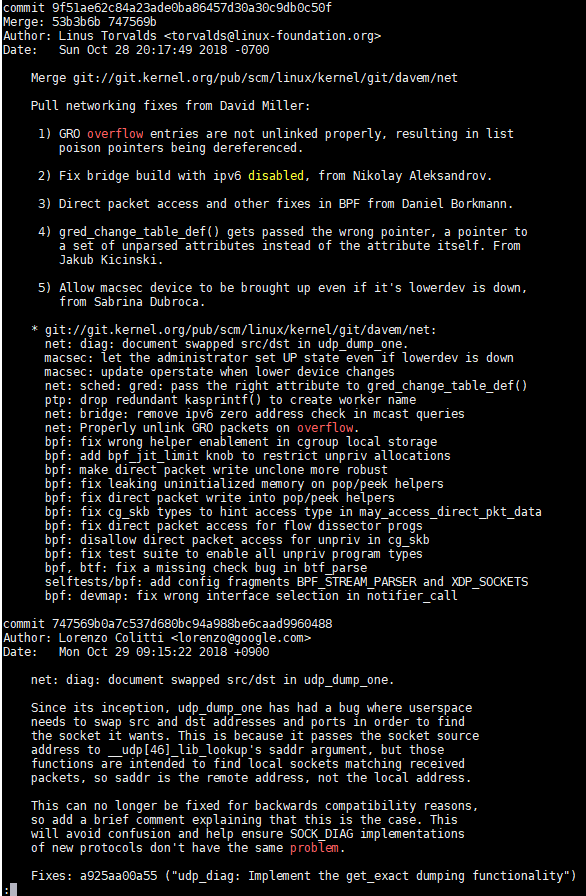 commit 9f51ae62c84a23ade0ba86457d30a30c9db0c50f
Merge: 53b3b6b 747569b
Author: Linus Torvalds <torvalds@linux-foundation.org>
Date:   Sun Oct 28 20:17:49 2018 -0700
    Merge git://git.kernel.org/pub/scm/linux/kernel/git/davem/net
    Pull networking fixes from David Miller:
     1) GRO overflow entries are not unlinked properly, resulting in list
        poison pointers being dereferenced.
     2) Fix bridge build with ipv6 disabled, from Nikolay Aleksandrov.
     3) Direct packet access and other fixes in BPF from Daniel Borkmann.
     4) gred_change_table_def() gets passed the wrong pointer, a pointer to
        a set of unparsed attributes instead of the attribute itself. From
        Jakub Kicinski.
     5) Allow macsec device to be brought up even if it's lowerdev is down,
        from Sabrina Dubroca.
    * git://git.kernel.org/pub/scm/linux/kernel/git/davem/net:
      net: diag: document swapped src/dst in udp_dump_one.
      macsec: let the administrator set UP state even if lowerdev is down
      macsec: update operstate when lower device changes
      net: sched: gred: pass the right attribute to gred_change_table_def()
      ptp: drop redundant kasprintf() to create worker name
      net: bridge: remove ipv6 zero address check in mcast queries
      net: Properly unlink GRO packets on overflow.
      bpf: fix wrong helper enablement in cgroup local storage
      bpf: add bpf_jit_limit knob to restrict unpriv allocations
      bpf: make direct packet write unclone more robust
      bpf: fix leaking uninitialized memory on pop/peek helpers
      bpf: fix direct packet write into pop/peek helpers
      bpf: fix cg_skb types to hint access type in may_access_direct_pkt_data
      bpf: fix direct packet access for flow dissector progs
      bpf: disallow direct packet access for unpriv in cg_skb
      bpf: fix test suite to enable all unpriv program types
      bpf, btf: fix a missing check bug in btf_parse
      selftests/bpf: add config fragments BPF_STREAM_PARSER and XDP_SOCKETS
      bpf: devmap: fix wrong interface selection in notifier_call
commit 747569b0a7c537d680bc94a988be6caad9960488
Author: Lorenzo Colitti <lorenzo@google.com>
Date:   Mon Oct 29 09:15:22 2018 +0900
    net: diag: document swapped src/dst in udp_dump_one.
    Since its inception, udp_dump_one has had a bug where userspace
    needs to swap src and dst addresses and ports in order to find
    the socket it wants. This is because it passes the socket source
    address to __udp[46]_lib_lookup's saddr argument, but those
    functions are intended to find local sockets matching received
    packets, so saddr is the remote address, not the local address.
    This can no longer be fixed for backwards compatibility reasons,
    so add a brief comment explaining that this is the case. This
    will avoid confusion and help ensure SOCK_DIAG implementations
    of new protocols don't have the same problem.
    Fixes: a925aa00a55 ("udp_diag: Implement the get_exact dumping functionality")
: